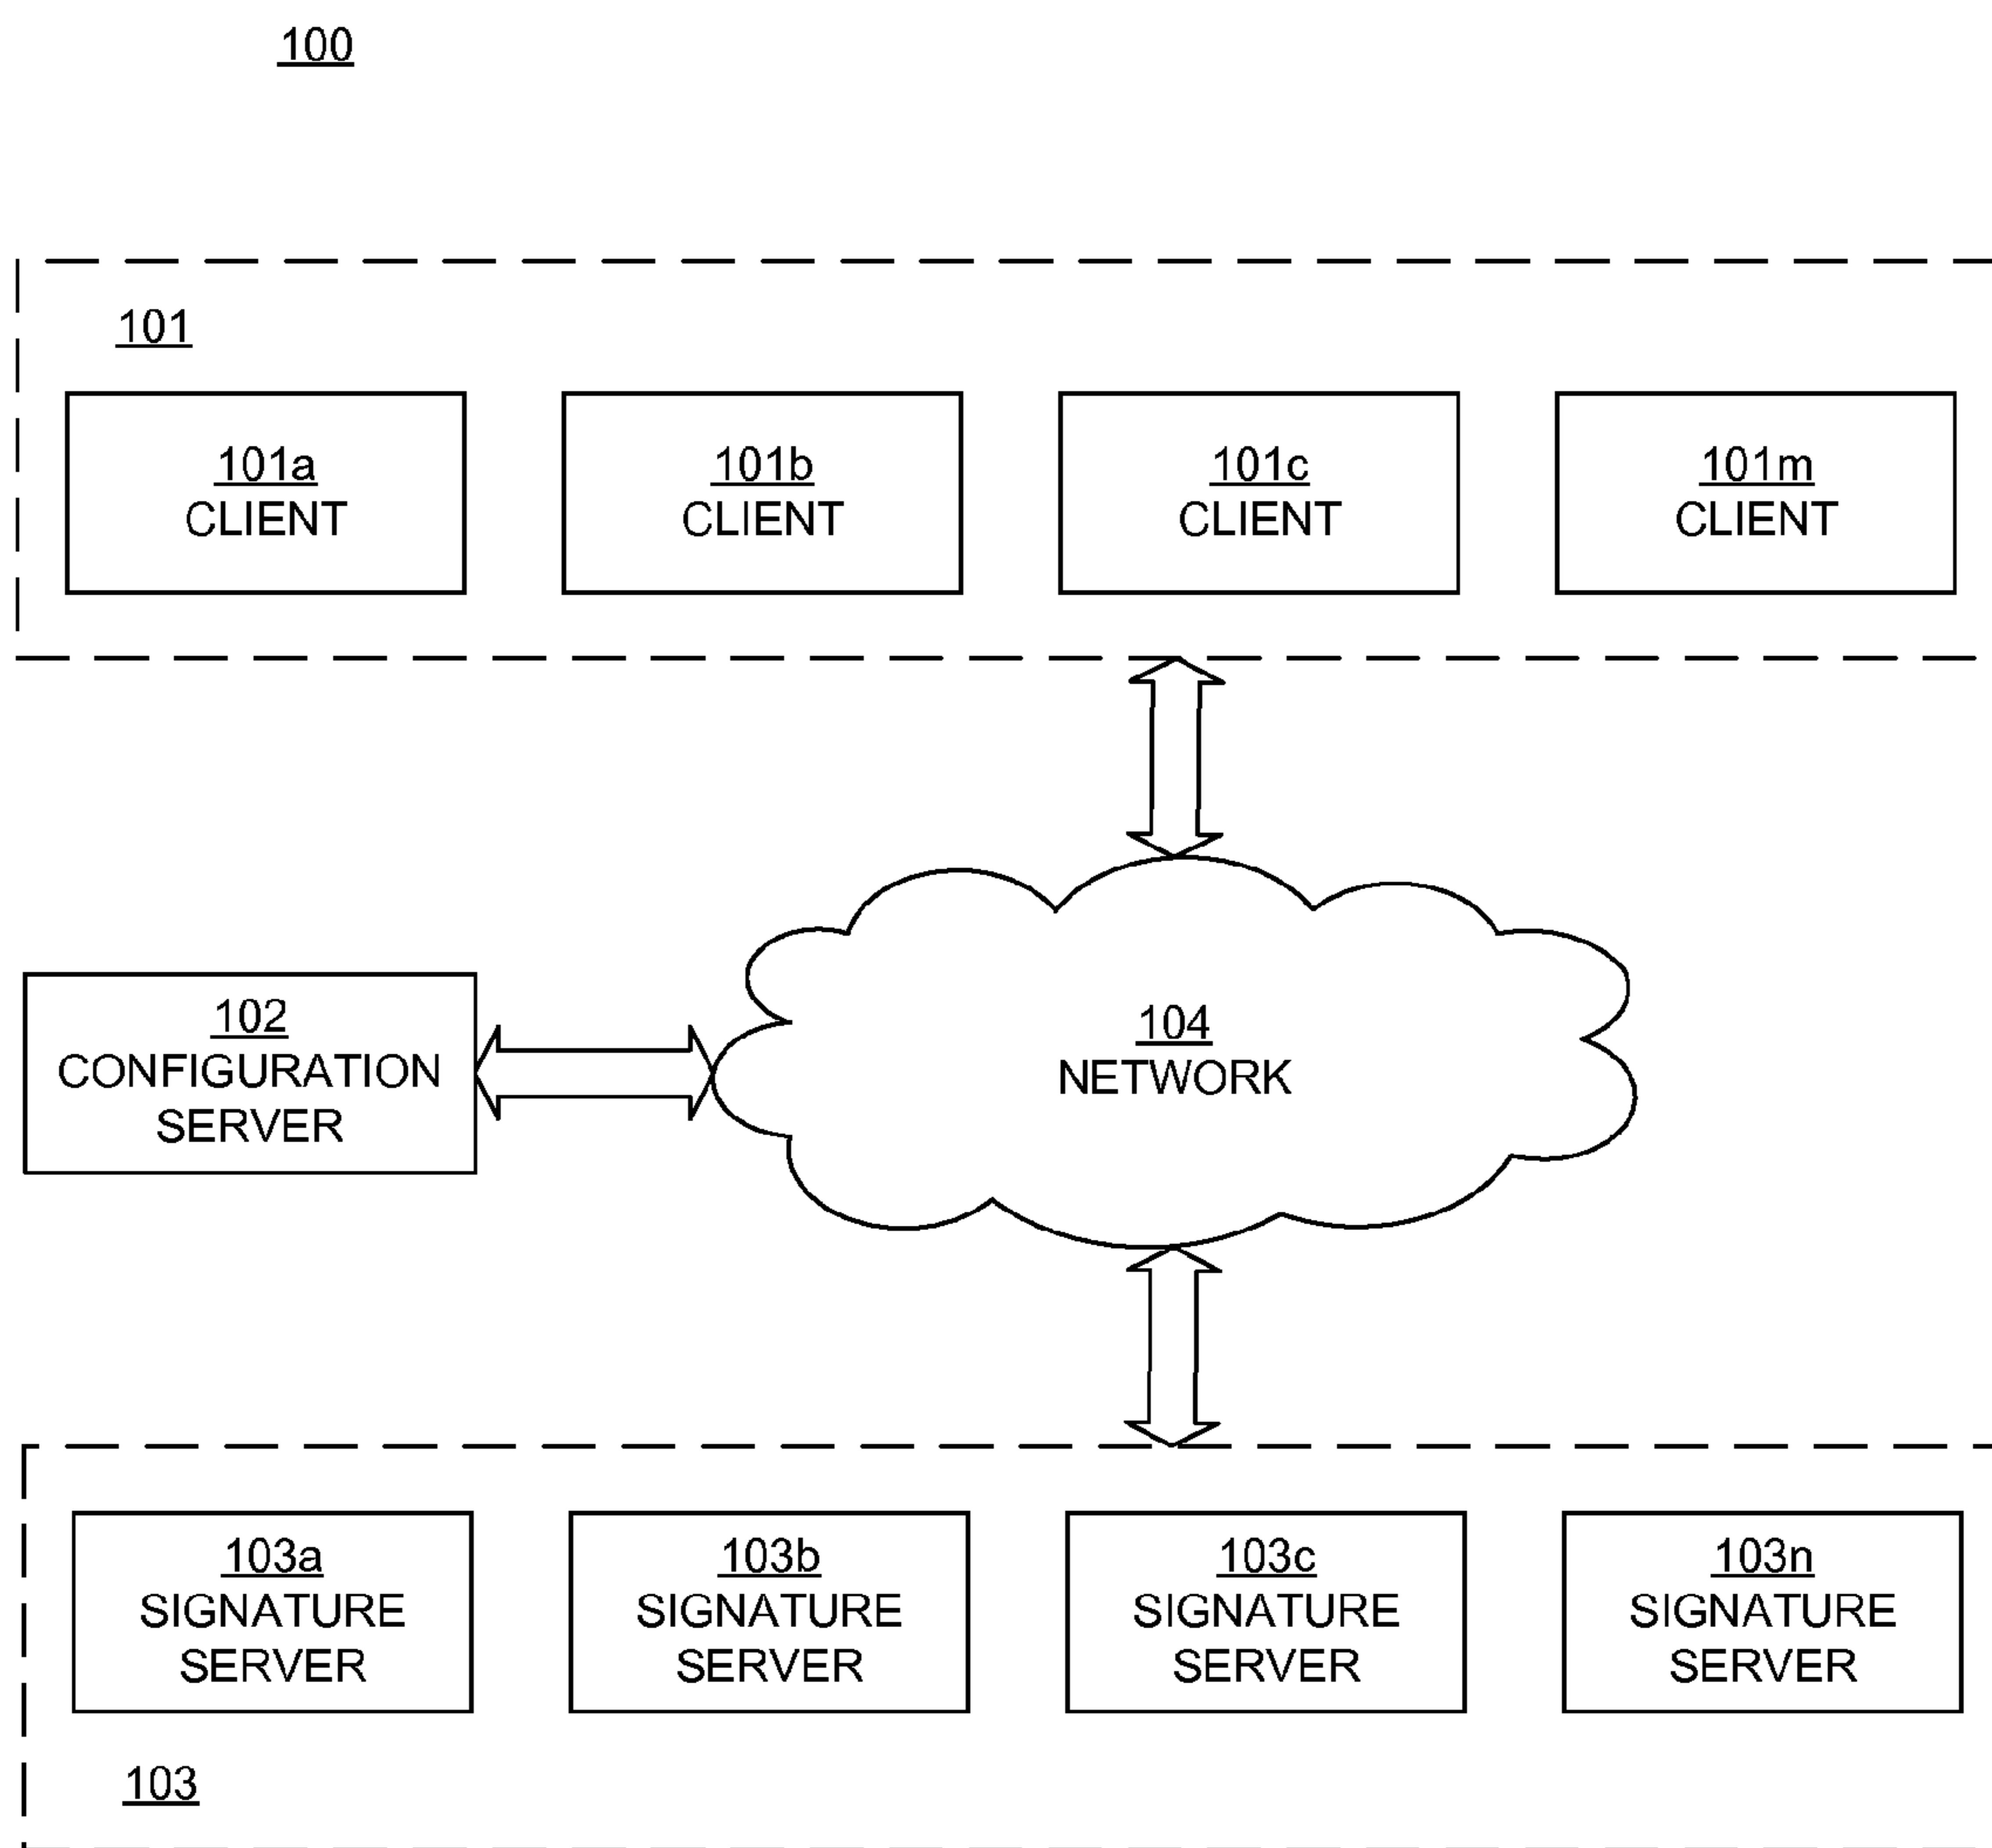 100
101
101a
CLIENT
101b
CLIENT
101c
CLIENT
101m
CLIENT
102
CONFIGURATION
SERVER
104
NETWORK
103a
SIGNATURE
SERVER
103b
SIGNATURE
SERVER
103c
SIGNATURE
SERVER
103n
SIGNATURE
SERVER
103